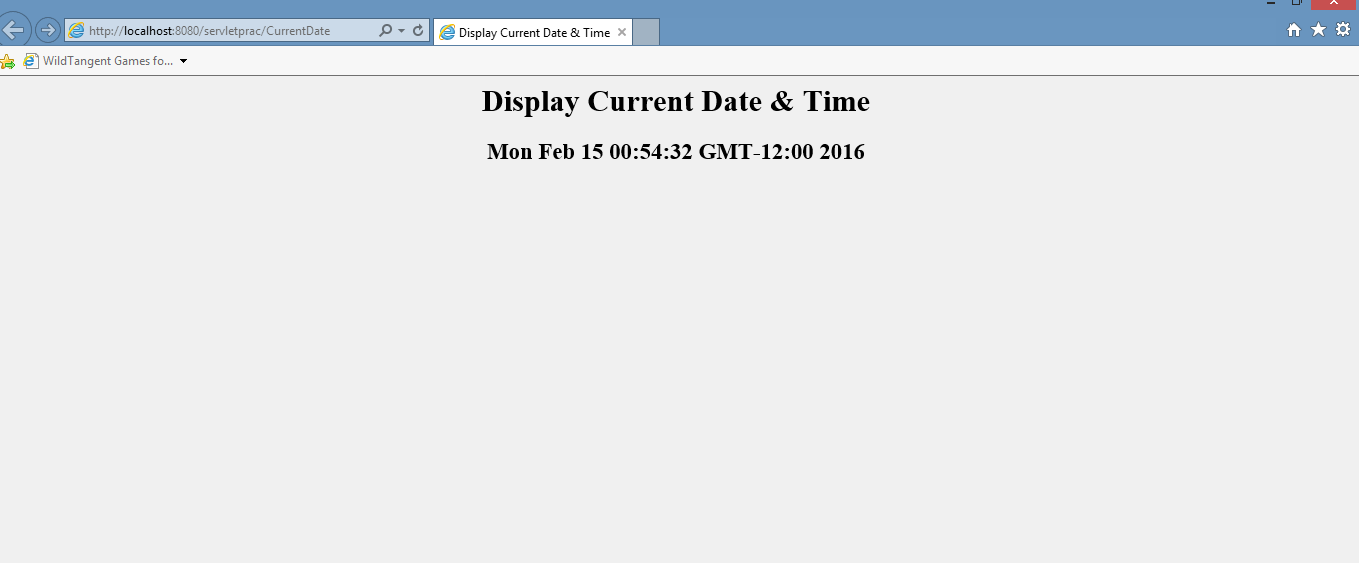 http://localhost:8080/servletprac/CurrentDate
Display Current Date & Time
WildTangent Games fo...
Display Current Date & Time
Mon Feb 15 00:54:32 GMT-12:00 2016